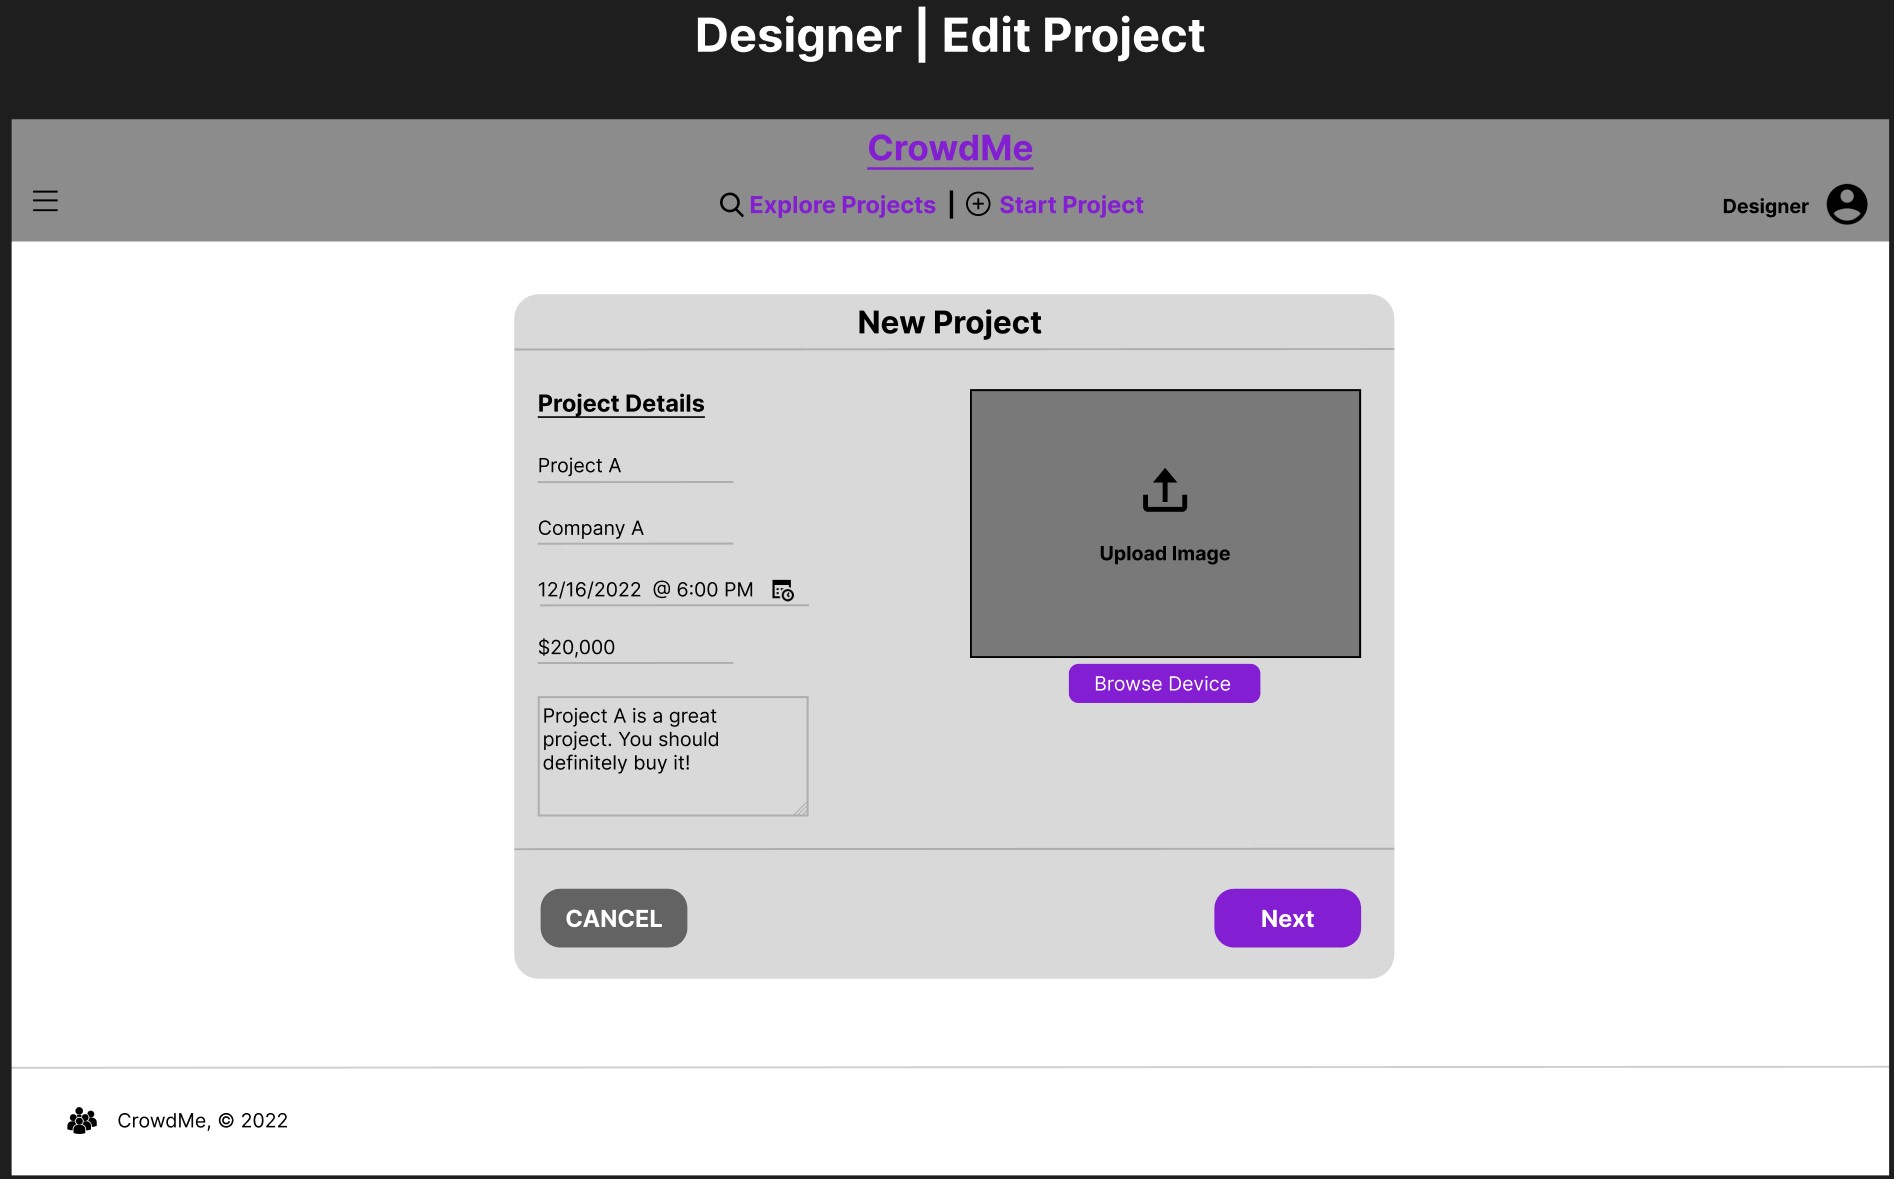 Designer | Edit Project
CrowdMe
Explore Projects | Start Project
Designer
New Project
Project Details
Project A
Company A
12/16/2022 @ 6:00 PM
$20,000
Project A is a great
project. You should
definitely buy it!
Upload Image
Browse Device
CANCEL
Next
CrowdMe, © 2022